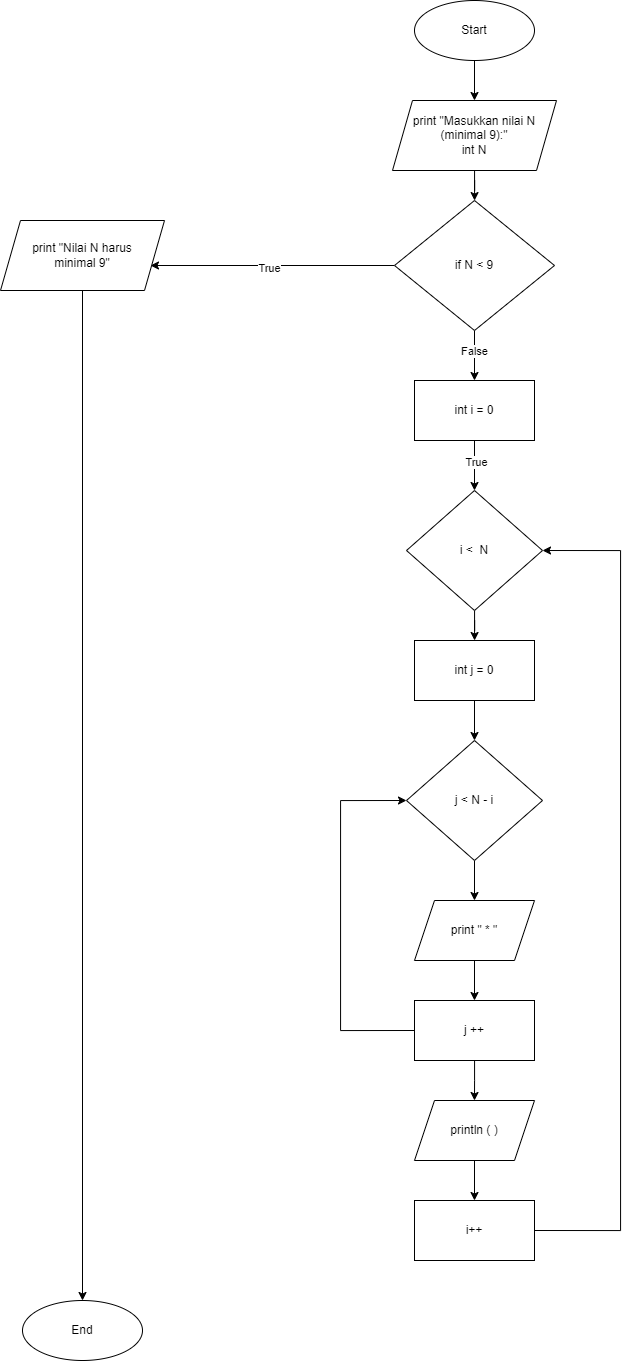 Start
print "Masukkan nilai N
(minimal 9):"
int N
print "Nilai N harus
minimal 9"
True
if N < 9
False
int i = 0
True
i < N
int j = 0
j < N - i
print " * "
j ++
println ( )
i++
End